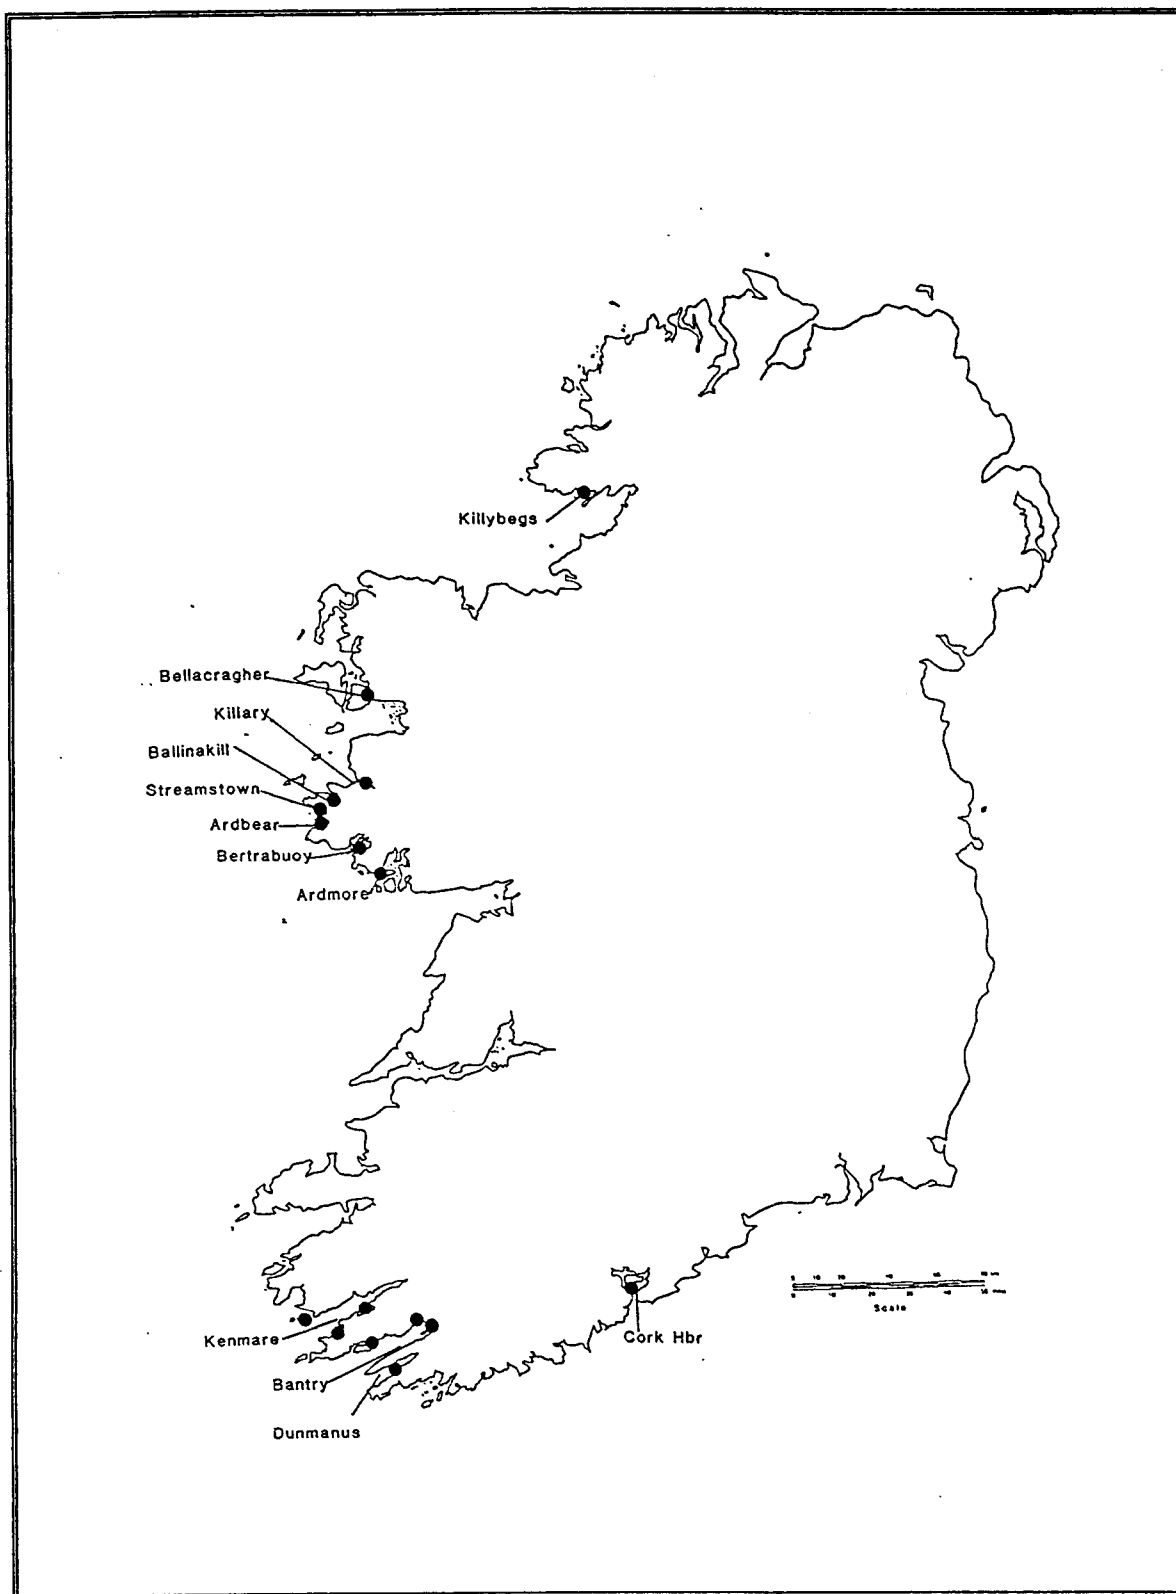 Killybegs
Bellacragher
Killary
Ballinakill
Streamstown
Ardbear
Bertrabuoy
Ardmore
Kenmare
Cork Hbr
Bantry
Dunmanus
Scale